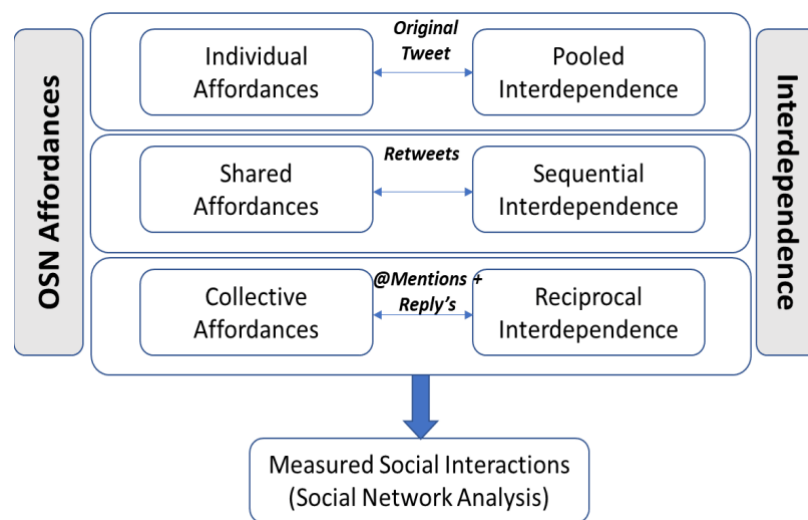 OSN Affordances
Individual
Affordances
Original
Tweet
Pooled
Interdependence
Shared
Affordances
Retweets
Sequential
Interdependence
Collective
Affordances
@Mentions +
Reply's
Reciprocal
Interdependence
Interdependence
Measured Social Interactions
(Social Network Analysis)